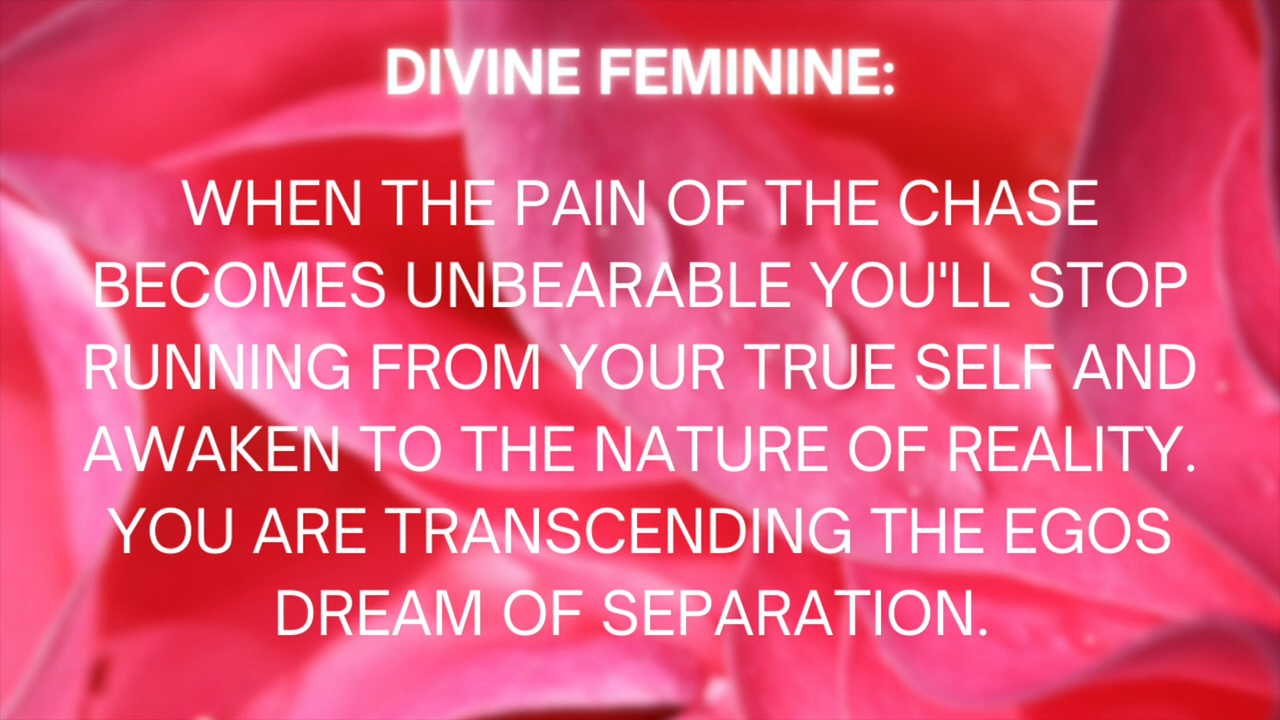 DIVINE FEMININE:
WHEN THE PAIN OF THE CHASE
BECOMES UNBEARABLE YOU'LL STOP
RUNNING FROM YOUR TRUE SELF AND
AWAKEN TO THE NATURE OF REALITY.
YOU ARE TRANSCENDING THE EGOS
DREAM OF SEPARATION.